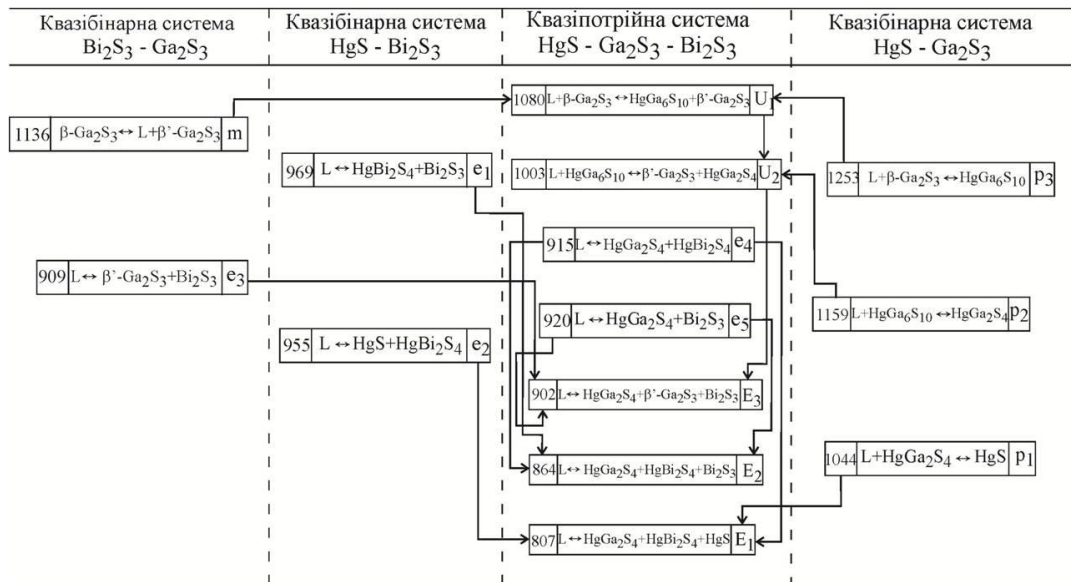 Квазібінарна система
Bi₂S₃ - Ga₂S₃
Квазібінарна система
HgS - Bi₂S₃
Квазіпотрійна система
HgS - Ga₂S₃ - Bi₂S₃
Квазібінарна система
HgS - Ga₂S₃
1080 L+β-Ga₂S₃↔HgGa₆S₁₀+β'-Ga₂S₃ U₁
1136 β-Ga₂S₃↔ L+β'-Ga₂S₃ m
969 L↔HgBi₂S₄+Bi₂S₃ e₁
1003 L+HgGa₆S₁₀↔β'-Ga₂S₃+HgGa₂S₄ U₂
1253 L+β-Ga₂S₃↔HgGa₆S₁₀ p₃
915 L↔HgGa₂S₄+HgBi₂S₄ e₄
909 L↔ β'-Ga₂S₃+Bi₂S₃ e₃
920 L↔HgGa₂S₄+Bi₂S₃ e₅
1159 L+HgGa₆S₁₀ ↔HgGa₂S₄ p₂
955 L↔HgS+HgBi₂S₄ e₂
902 L↔ HgGa₂S₄+β'-Ga₂S₃+Bi₂S₃ E₃
864 L↔ HgGa₂S₄+HgBi₂S₄+Bi₂S₃ E₂
1044 L+HgGa₂S₄ ↔HgS p₁
807 L↔HgGa₂S₄+HgBi₂S₄+HgS E₁